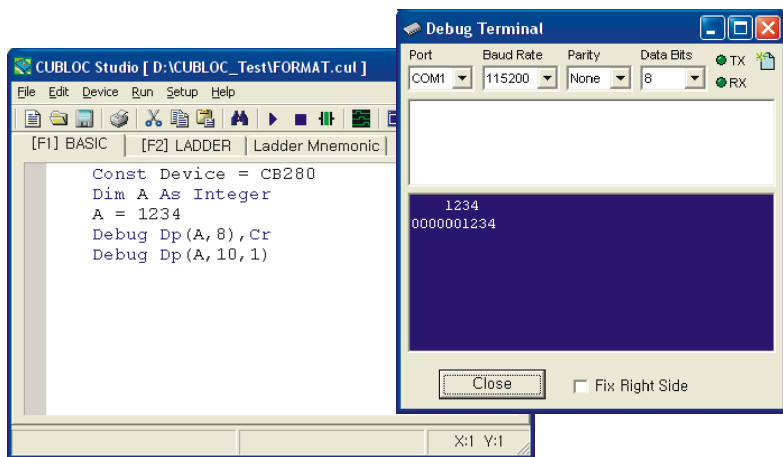 CUBLOC Studio [ D:\CUBLOC_Test\FORMAT.cul ]
File Edit Device Run Setup Help
[F1] BASIC [F2] LADDER Ladder Mnemonic
Const Device = CB280
Dim A As Integer
A = 1234
Debug Dp(A,8),Cr
Debug Dp(A,10,1)
X:1 Y:1
Debug Terminal
Port Baud Rate Parity Data Bits
TX
COM1 115200 None 8
RX
1234
0000001234
Close Fix Right Side